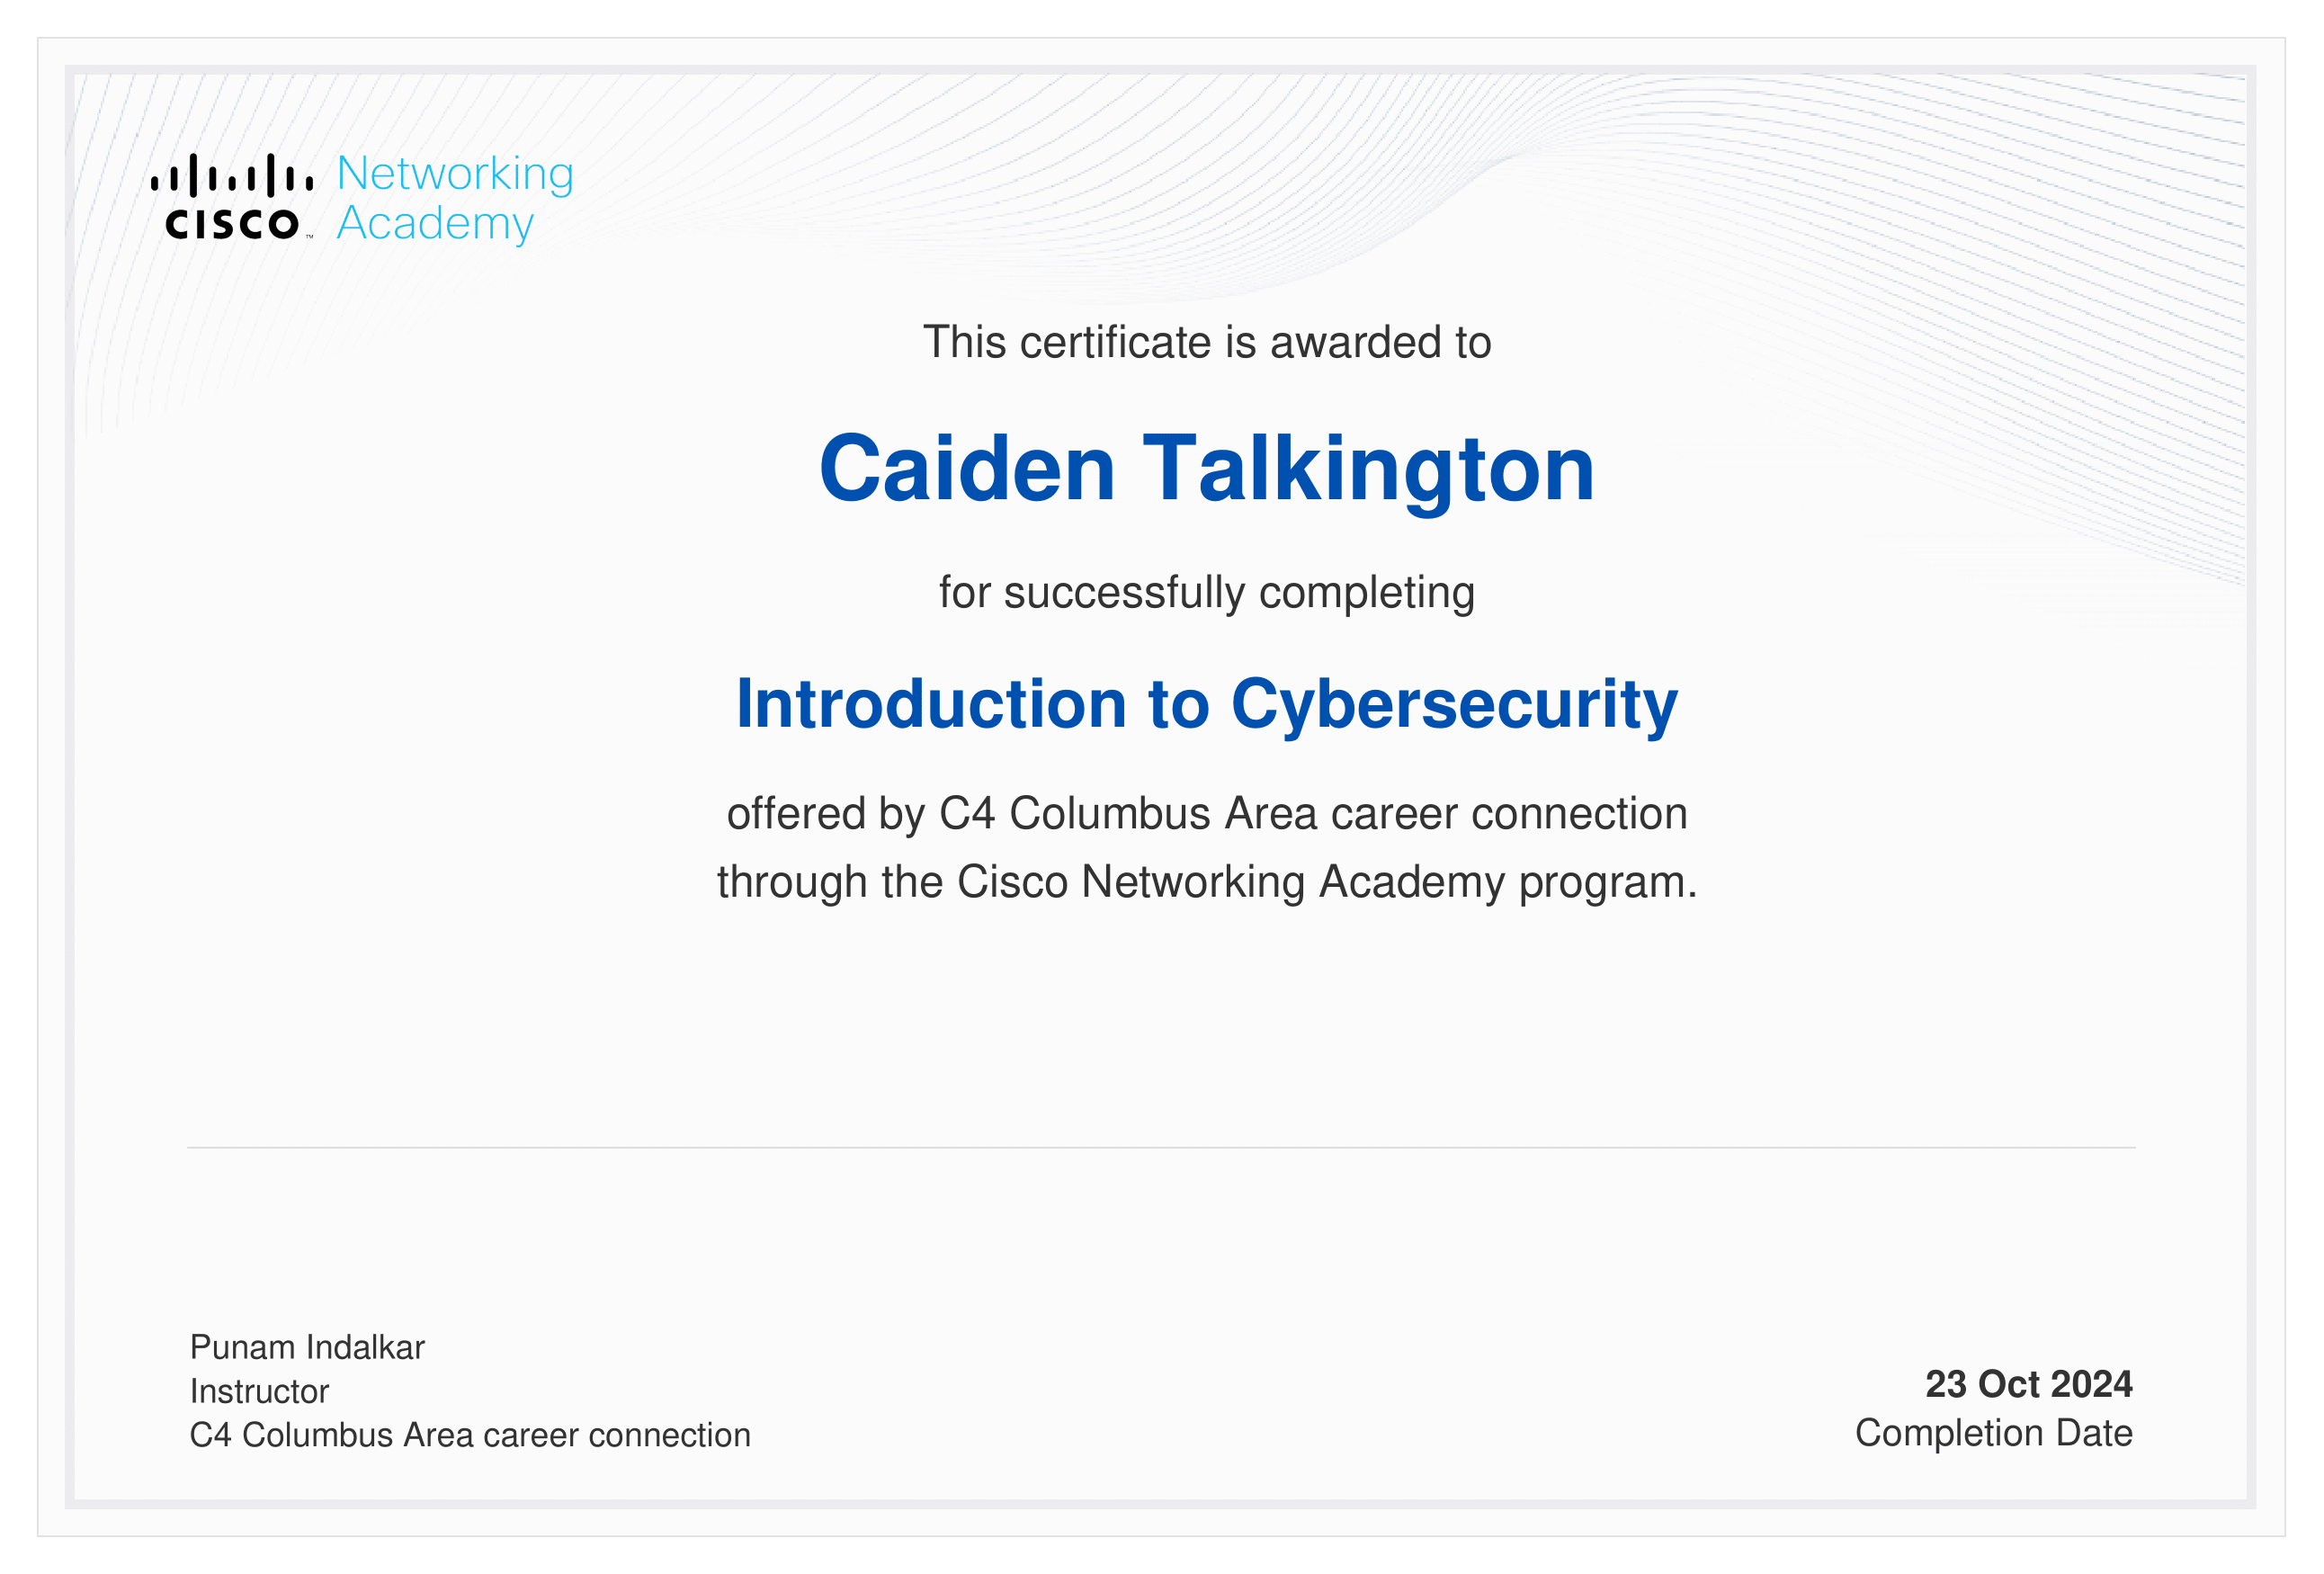 Networking
Academy
CISCO™
This certificate is awarded to
Caiden Talkington
for successfully completing
Introduction to Cybersecurity
offered by C4 Columbus Area career connection
through the Cisco Networking Academy program.
Punam Indalkar
Instructor
C4 Columbus Area career connection
23 Oct 2024
Completion Date